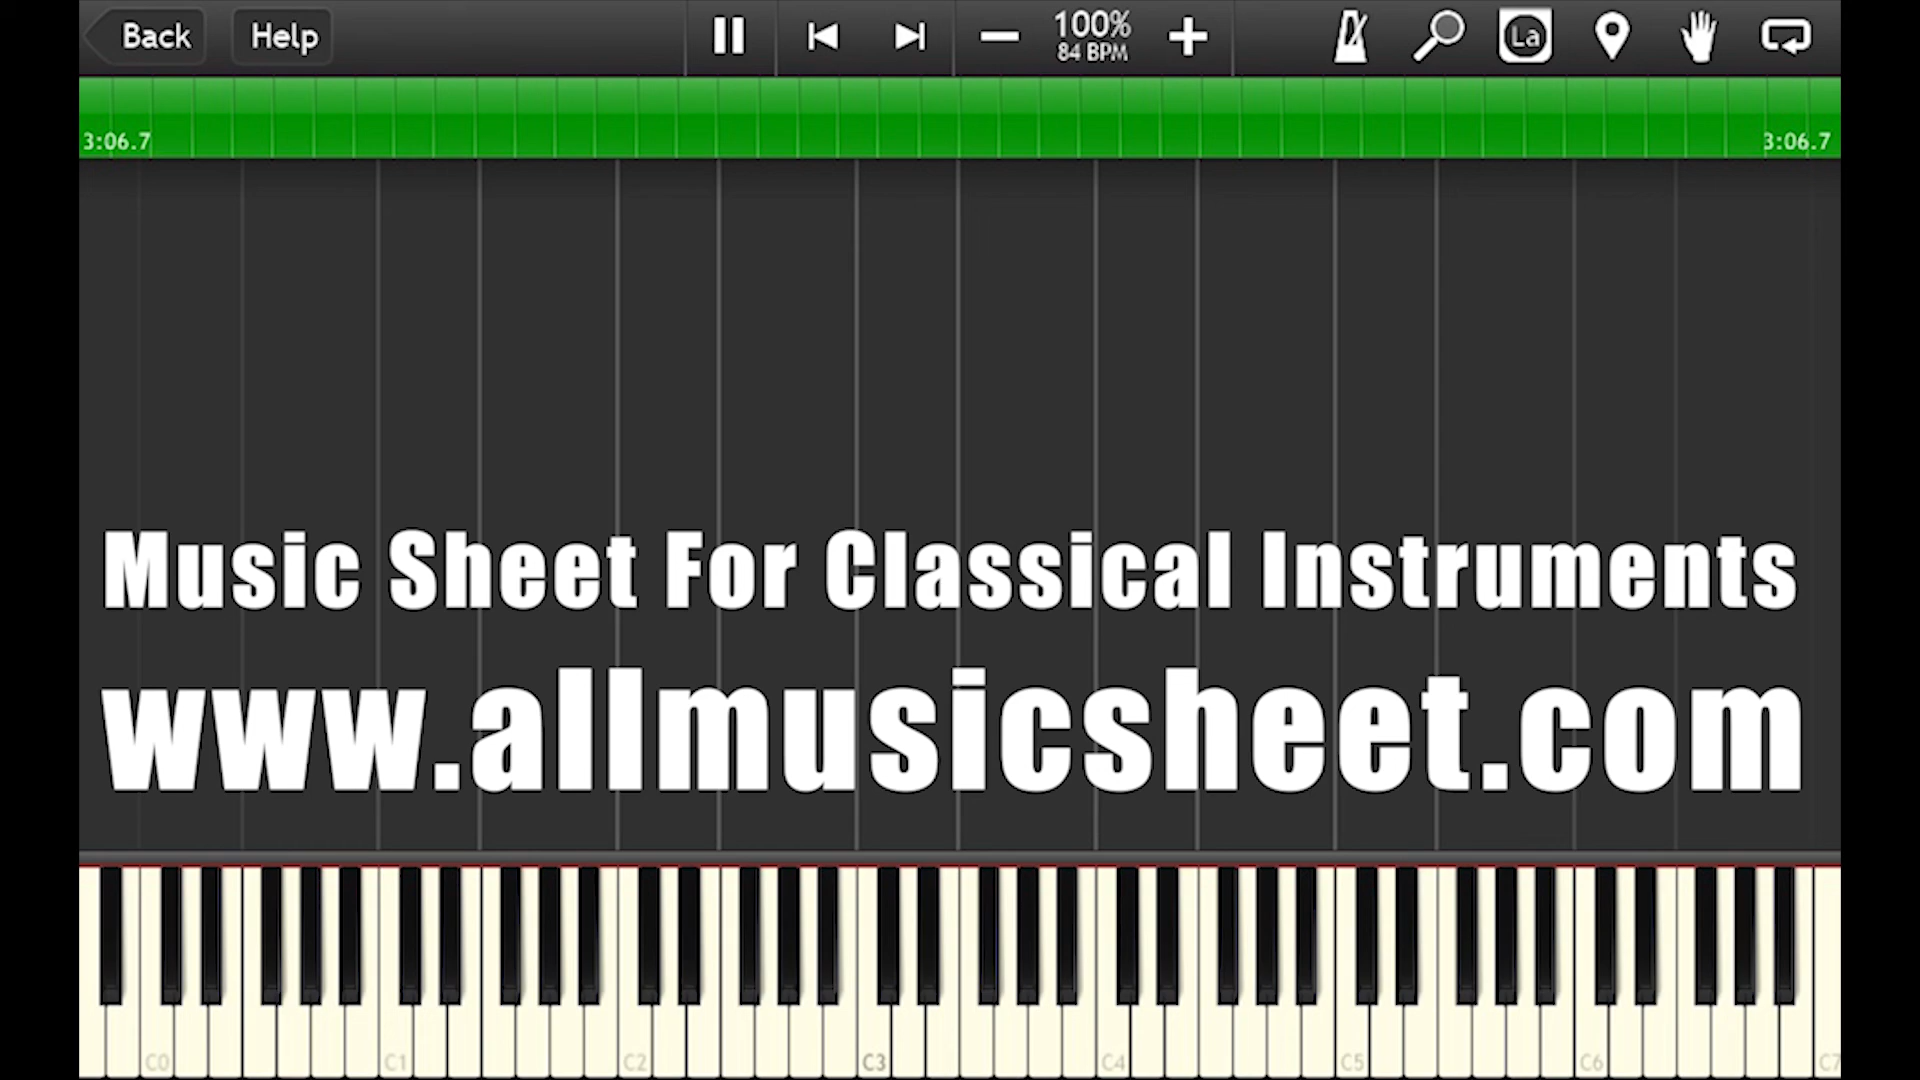 Back Help 100% La
84 BPM
3:06.7 3:06.7
Music Sheet For Classical Instruments
www.allmusicsheet.com
C0 C1 C2 C3 C4 C5 C6 C7